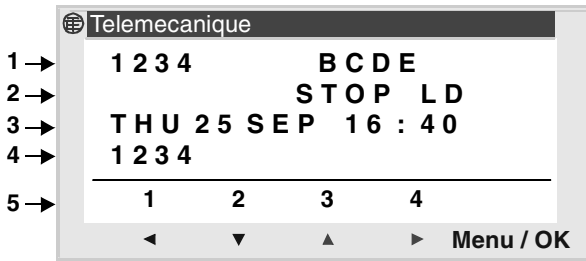 Telemecanique
1 1234 BCDE
2 STOP LD
3 THU 25 SEP 16:40
4 1234
5 1 2 3 4
Menu / OK